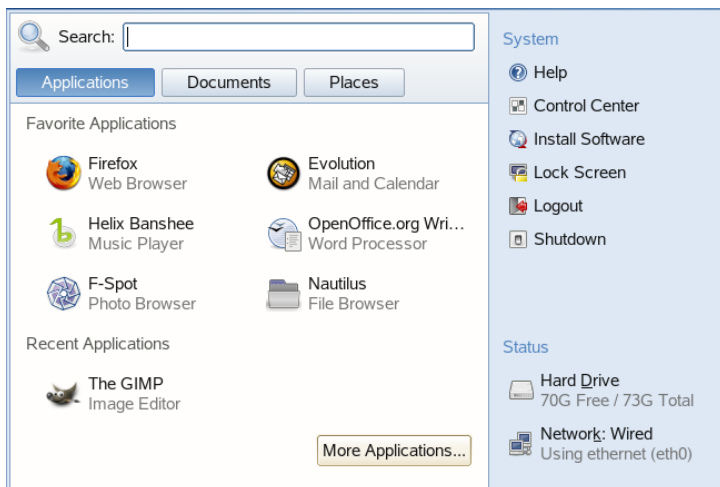 Search:
Applications
Documents
Places
Favorite Applications
Firefox
Web Browser
Evolution
Mail and Calendar
Helix Banshee
Music Player
OpenOffice.org Wri...
Word Processor
F-Spot
Photo Browser
Nautilus
File Browser
Recent Applications
The GIMP
Image Editor
More Applications...
System
Help
Control Center
Install Software
Lock Screen
Logout
Shutdown
Status
Hard Drive
70G Free / 73G Total
Network: Wired
Using ethernet (eth0)